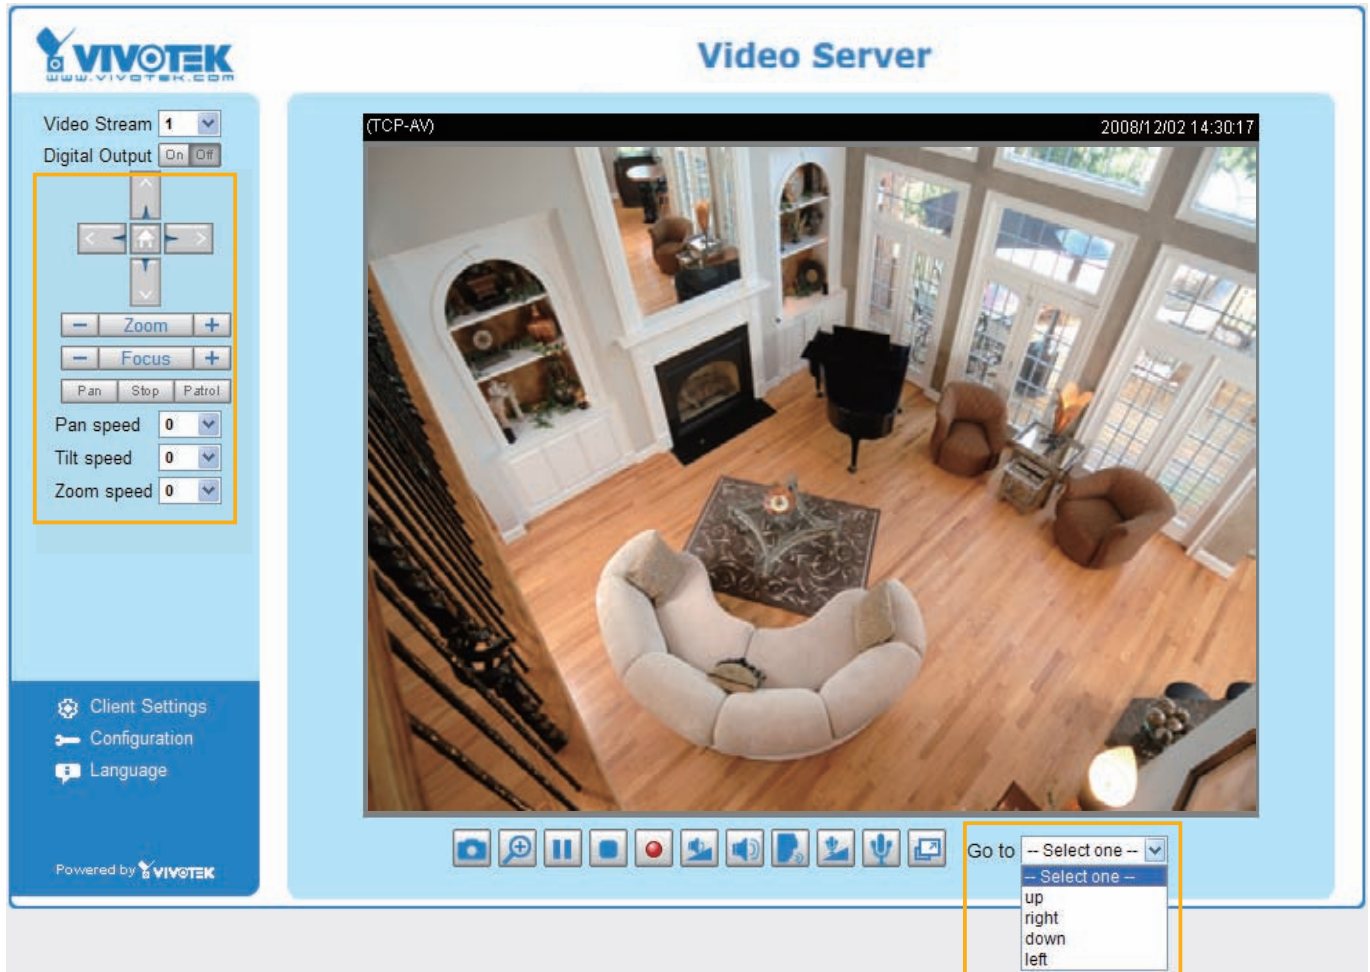 VIVOTEK
www.vivotek.com
Video Server
Video Stream 1
Digital Output On Off
Zoom
Focus
Pan Stop Patrol
Pan speed 0
Tilt speed 0
Zoom speed 0
Client Settings
Configuration
Language
Powered by VIVOTEK
(TCP-AV) 2008/12/02 14:30:17
Go to -- Select one --
-- Select one --
up
right
down
left